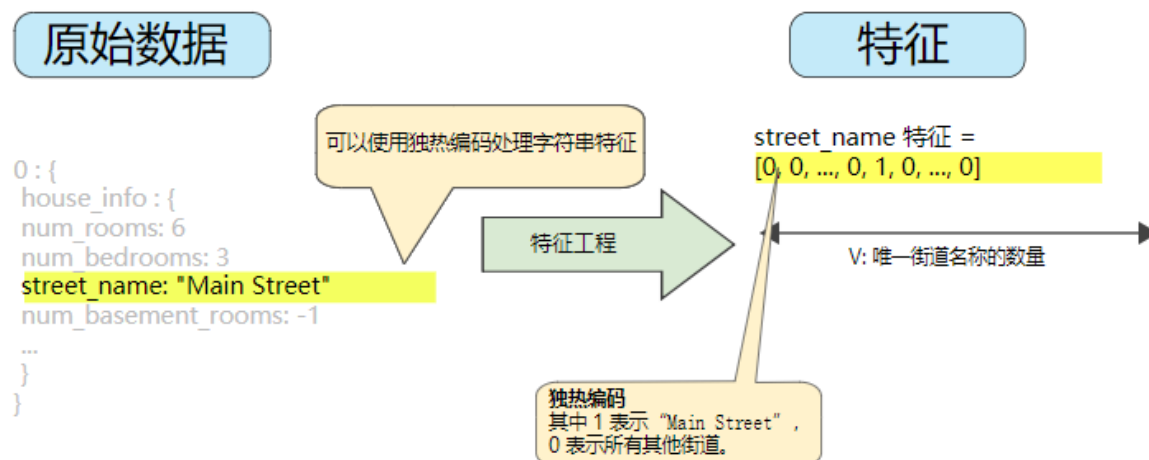 原始数据
特征
可以使用独热编码处理字符串特征
street_name 特征 =
[0, 0, ..., 0, 1, 0, ..., 0]
0 : {
house_info : {
num_rooms: 6
num_bedrooms: 3
street_name: "Main Street"
num_basement_rooms: -1
...
}
}
特征工程
V: 唯一街道名称的数量
独热编码
其中 1 表示“Main Street”，
0 表示所有其他街道。